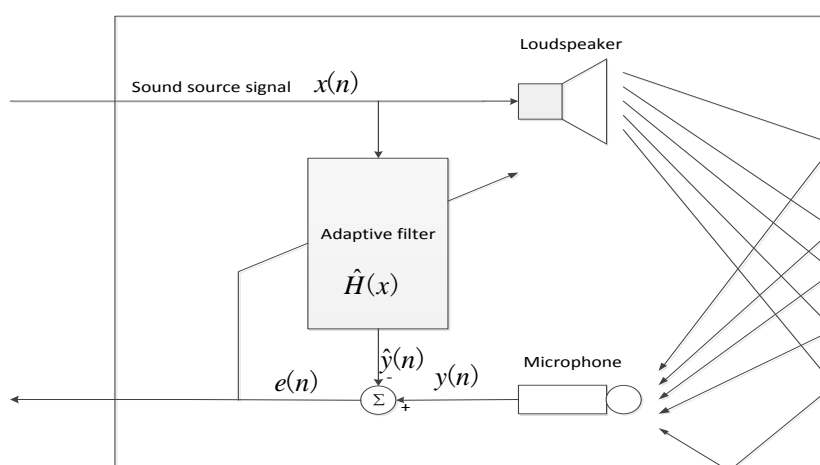 Loudspeaker
Sound source signal x(n)
Adaptive filter
Ĥ(x)
ŷ(n)
-
Microphone
e(n)
y(n)
Σ
+